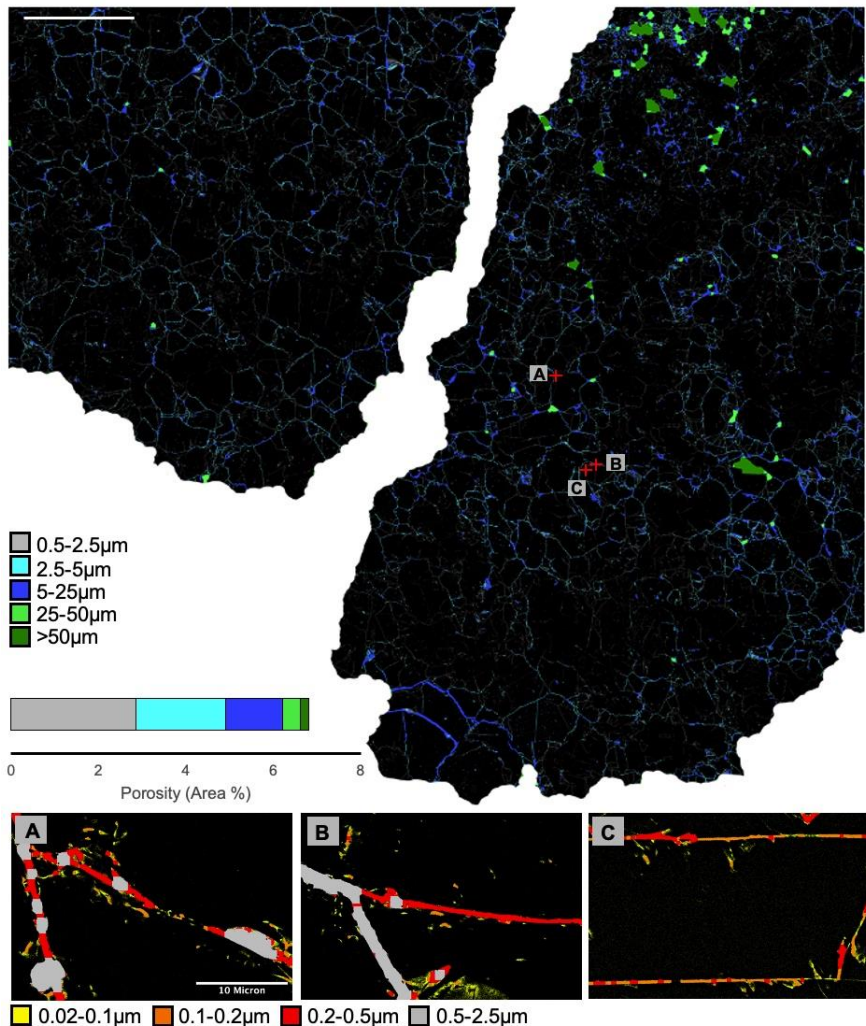 A
B
C
0.5-2.5µm
2.5-5µm
5-25µm
25-50µm
>50µm
0 2 4 6 8
Porosity (Area %)
A B C
10 Micron
0.02-0.1µm 0.1-0.2µm 0.2-0.5µm 0.5-2.5µm